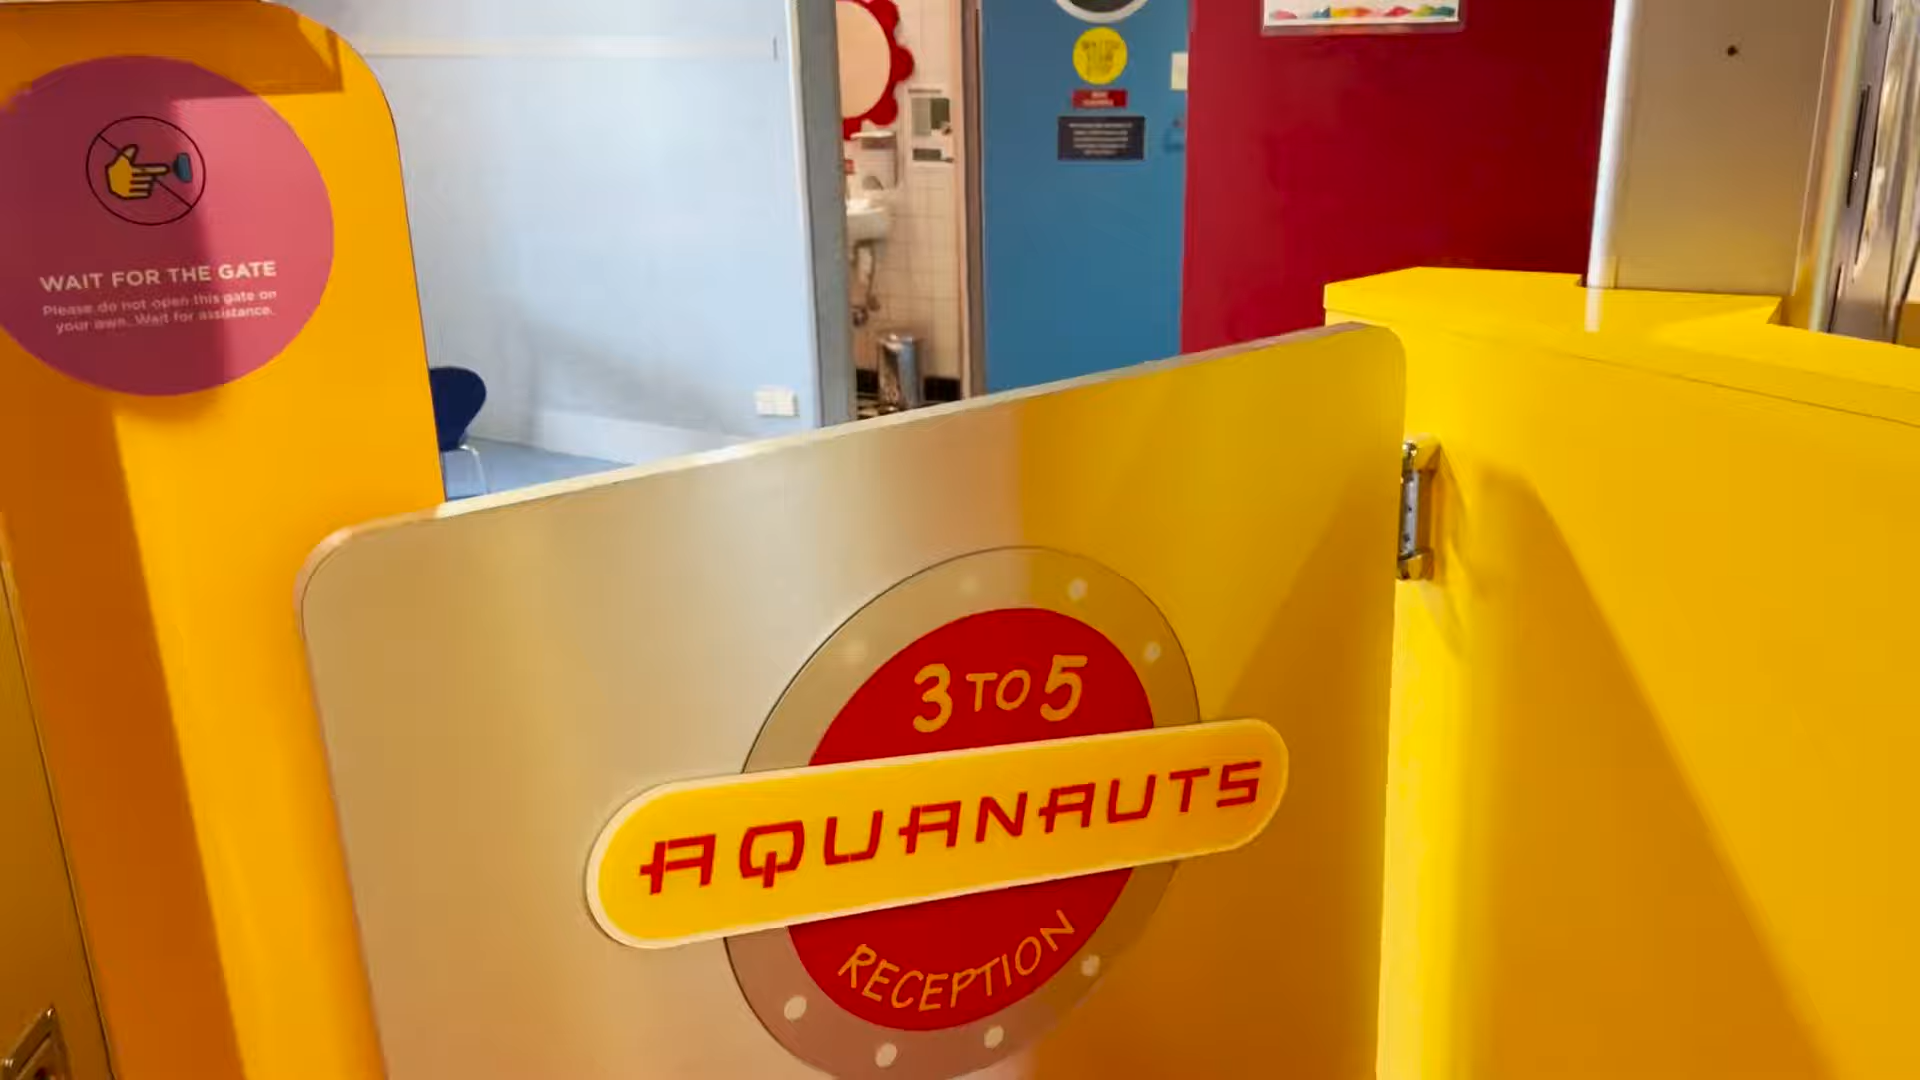 WAIT FOR THE GATE
Please do not open this gate on
your own. Wait for assistance.
3 TO 5
AQUANAUTS
RECEPTION